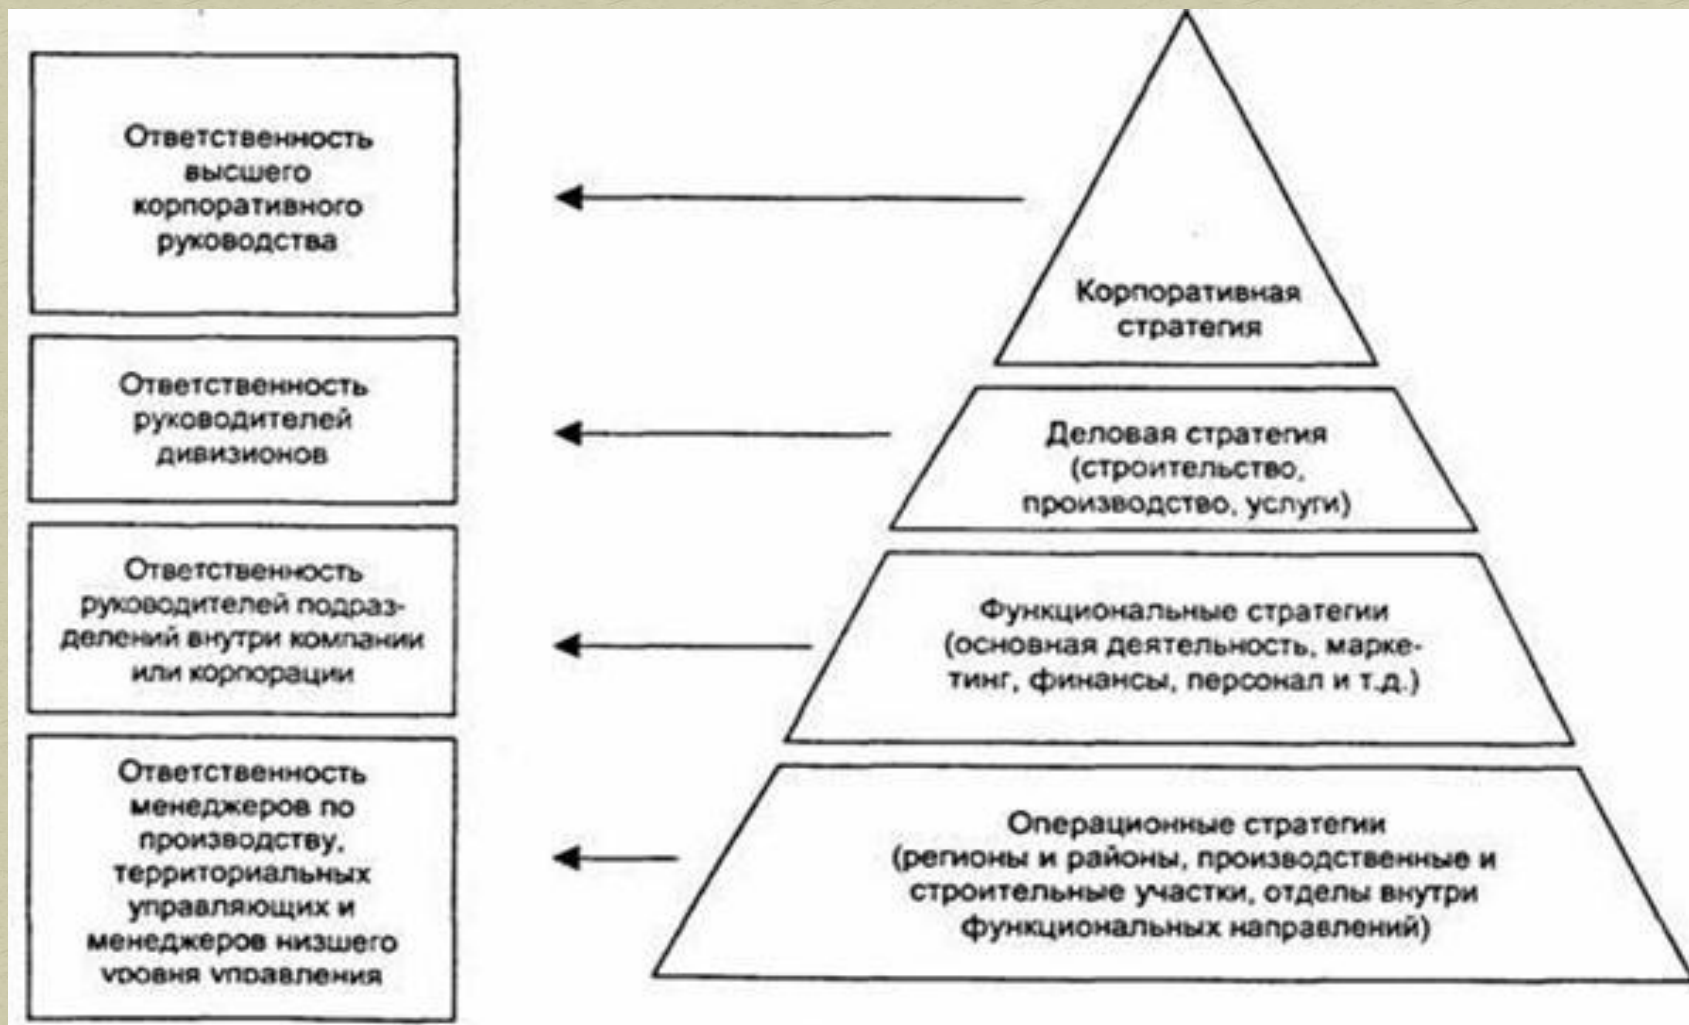 Ответственность
высшего
корпоративного
руководства
Корпоративная
стратегия
Ответственность
руководителей
дивизионов
Деловая стратегия
(строительство,
производство, услуги)
Ответственность
руководителей подраз-
делений внутри компании
или корпорации
Функциональные стратегии
(основная деятельность, марке-
тинг, финансы, персонал и т.д.)
Ответственность
менеджеров по
производству,
территориальных
управляющих и
менеджеров низшего
уровня управления
Операционные стратегии
(регионы и районы, производственные и
строительные участки, отделы внутри
функциональных направлений)